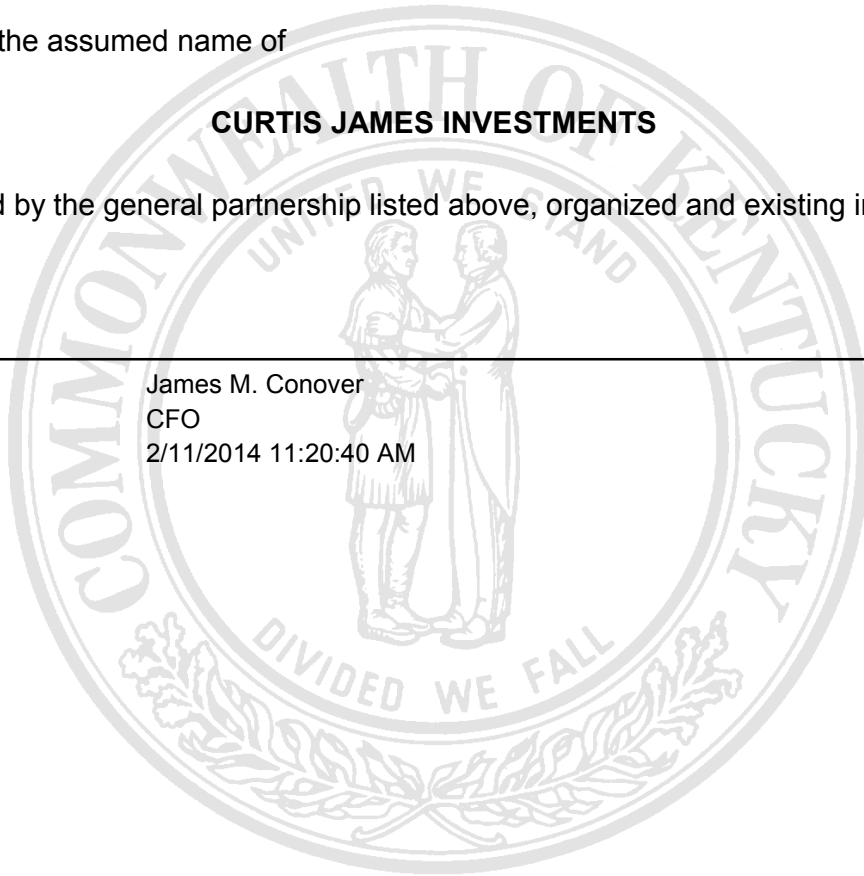 the assumed name of
CURTIS JAMES INVESTMENTS
d by the general partnership listed above, organized and existing i
James M. Conover
CFO
2/11/2014 11:20:40 AM
COMMONWEALTH OF KENTUCKY
UNITED WE STAND
DIVIDED WE FALL